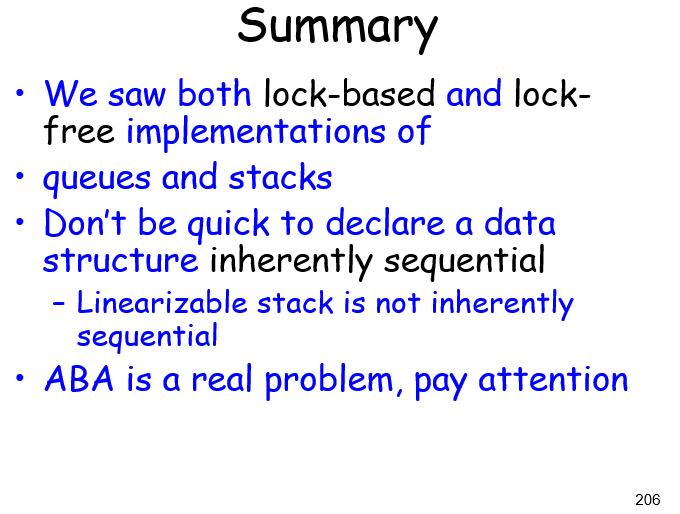 Summary
• We saw both lock-based and lock-
free implementations of
• queues and stacks
• Don't be quick to declare a data
structure inherently sequential
– Linearizable stack is not inherently
sequential
• ABA is a real problem, pay attention
206